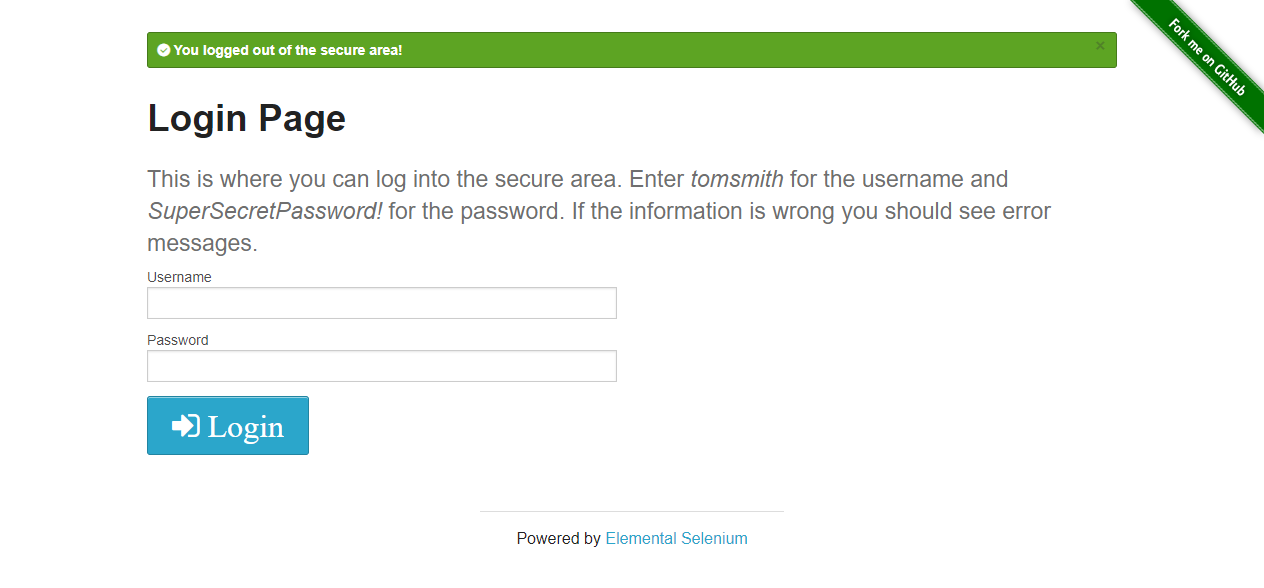 You logged out of the secure area!
×
Fork me on GitHub
Login Page
This is where you can log into the secure area. Enter tomsmith for the username and
SuperSecretPassword! for the password. If the information is wrong you should see error
messages.
Username
Password
Login
Powered by Elemental Selenium